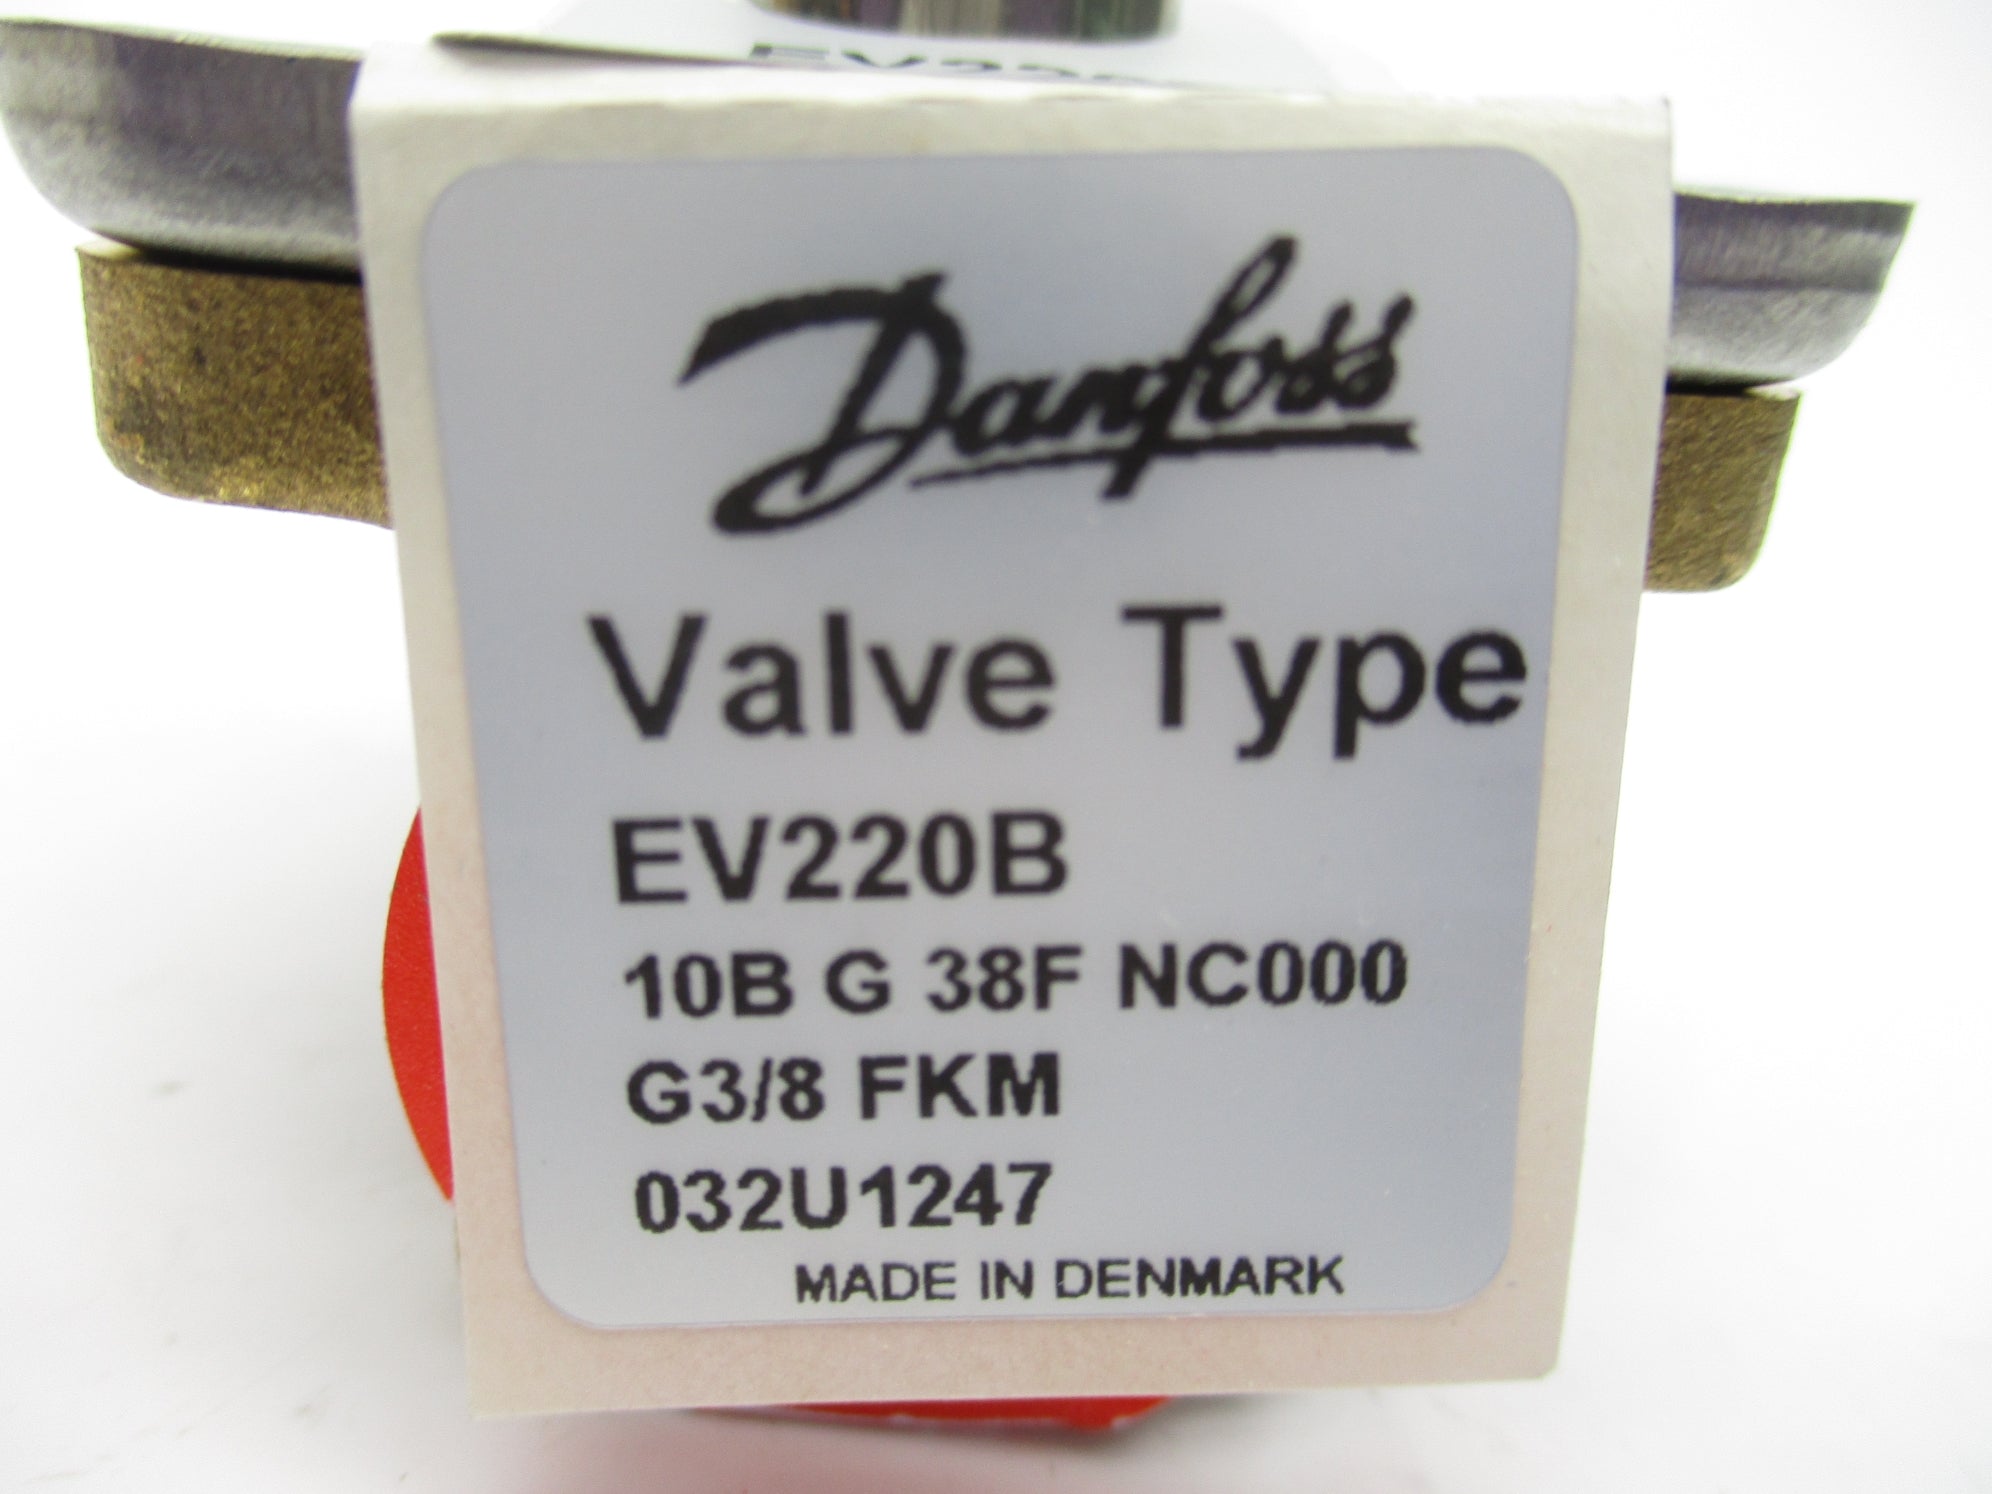 Danfoss
Valve Type
EV220B
10B G 38F NC000
G3/8 FKM
032U1247
MADE IN DENMARK